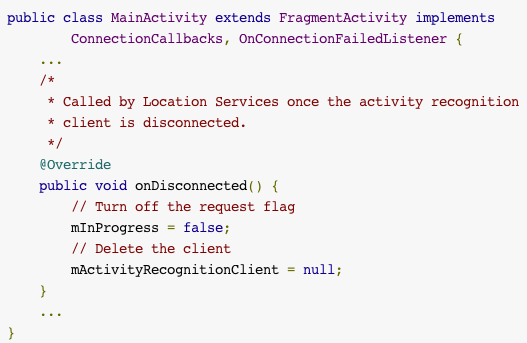 public class MainActivity extends FragmentActivity implements
        ConnectionCallbacks, OnConnectionFailedListener {
    ...
    /*
     * Called by Location Services once the activity recognition
     * client is disconnected.
     */
    @Override
    public void onDisconnected() {
        // Turn off the request flag
        mInProgress = false;
        // Delete the client
        mActivityRecognitionClient = null;
    }
    ...
}